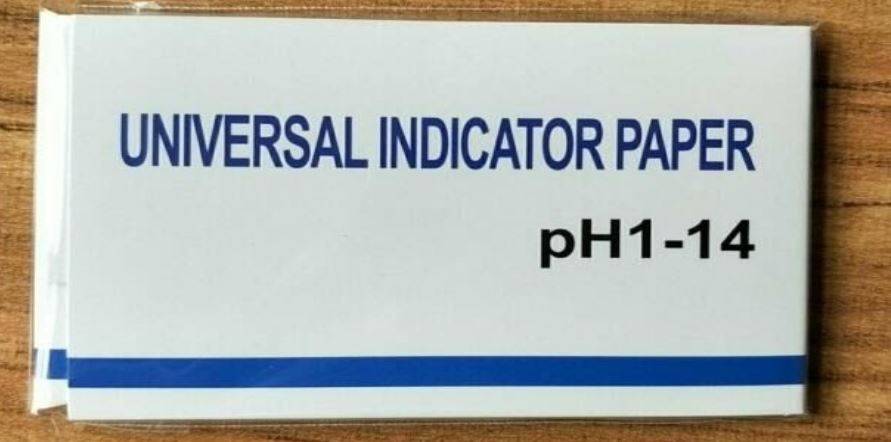 UNIVERSAL INDICATOR PAPER
pH1-14